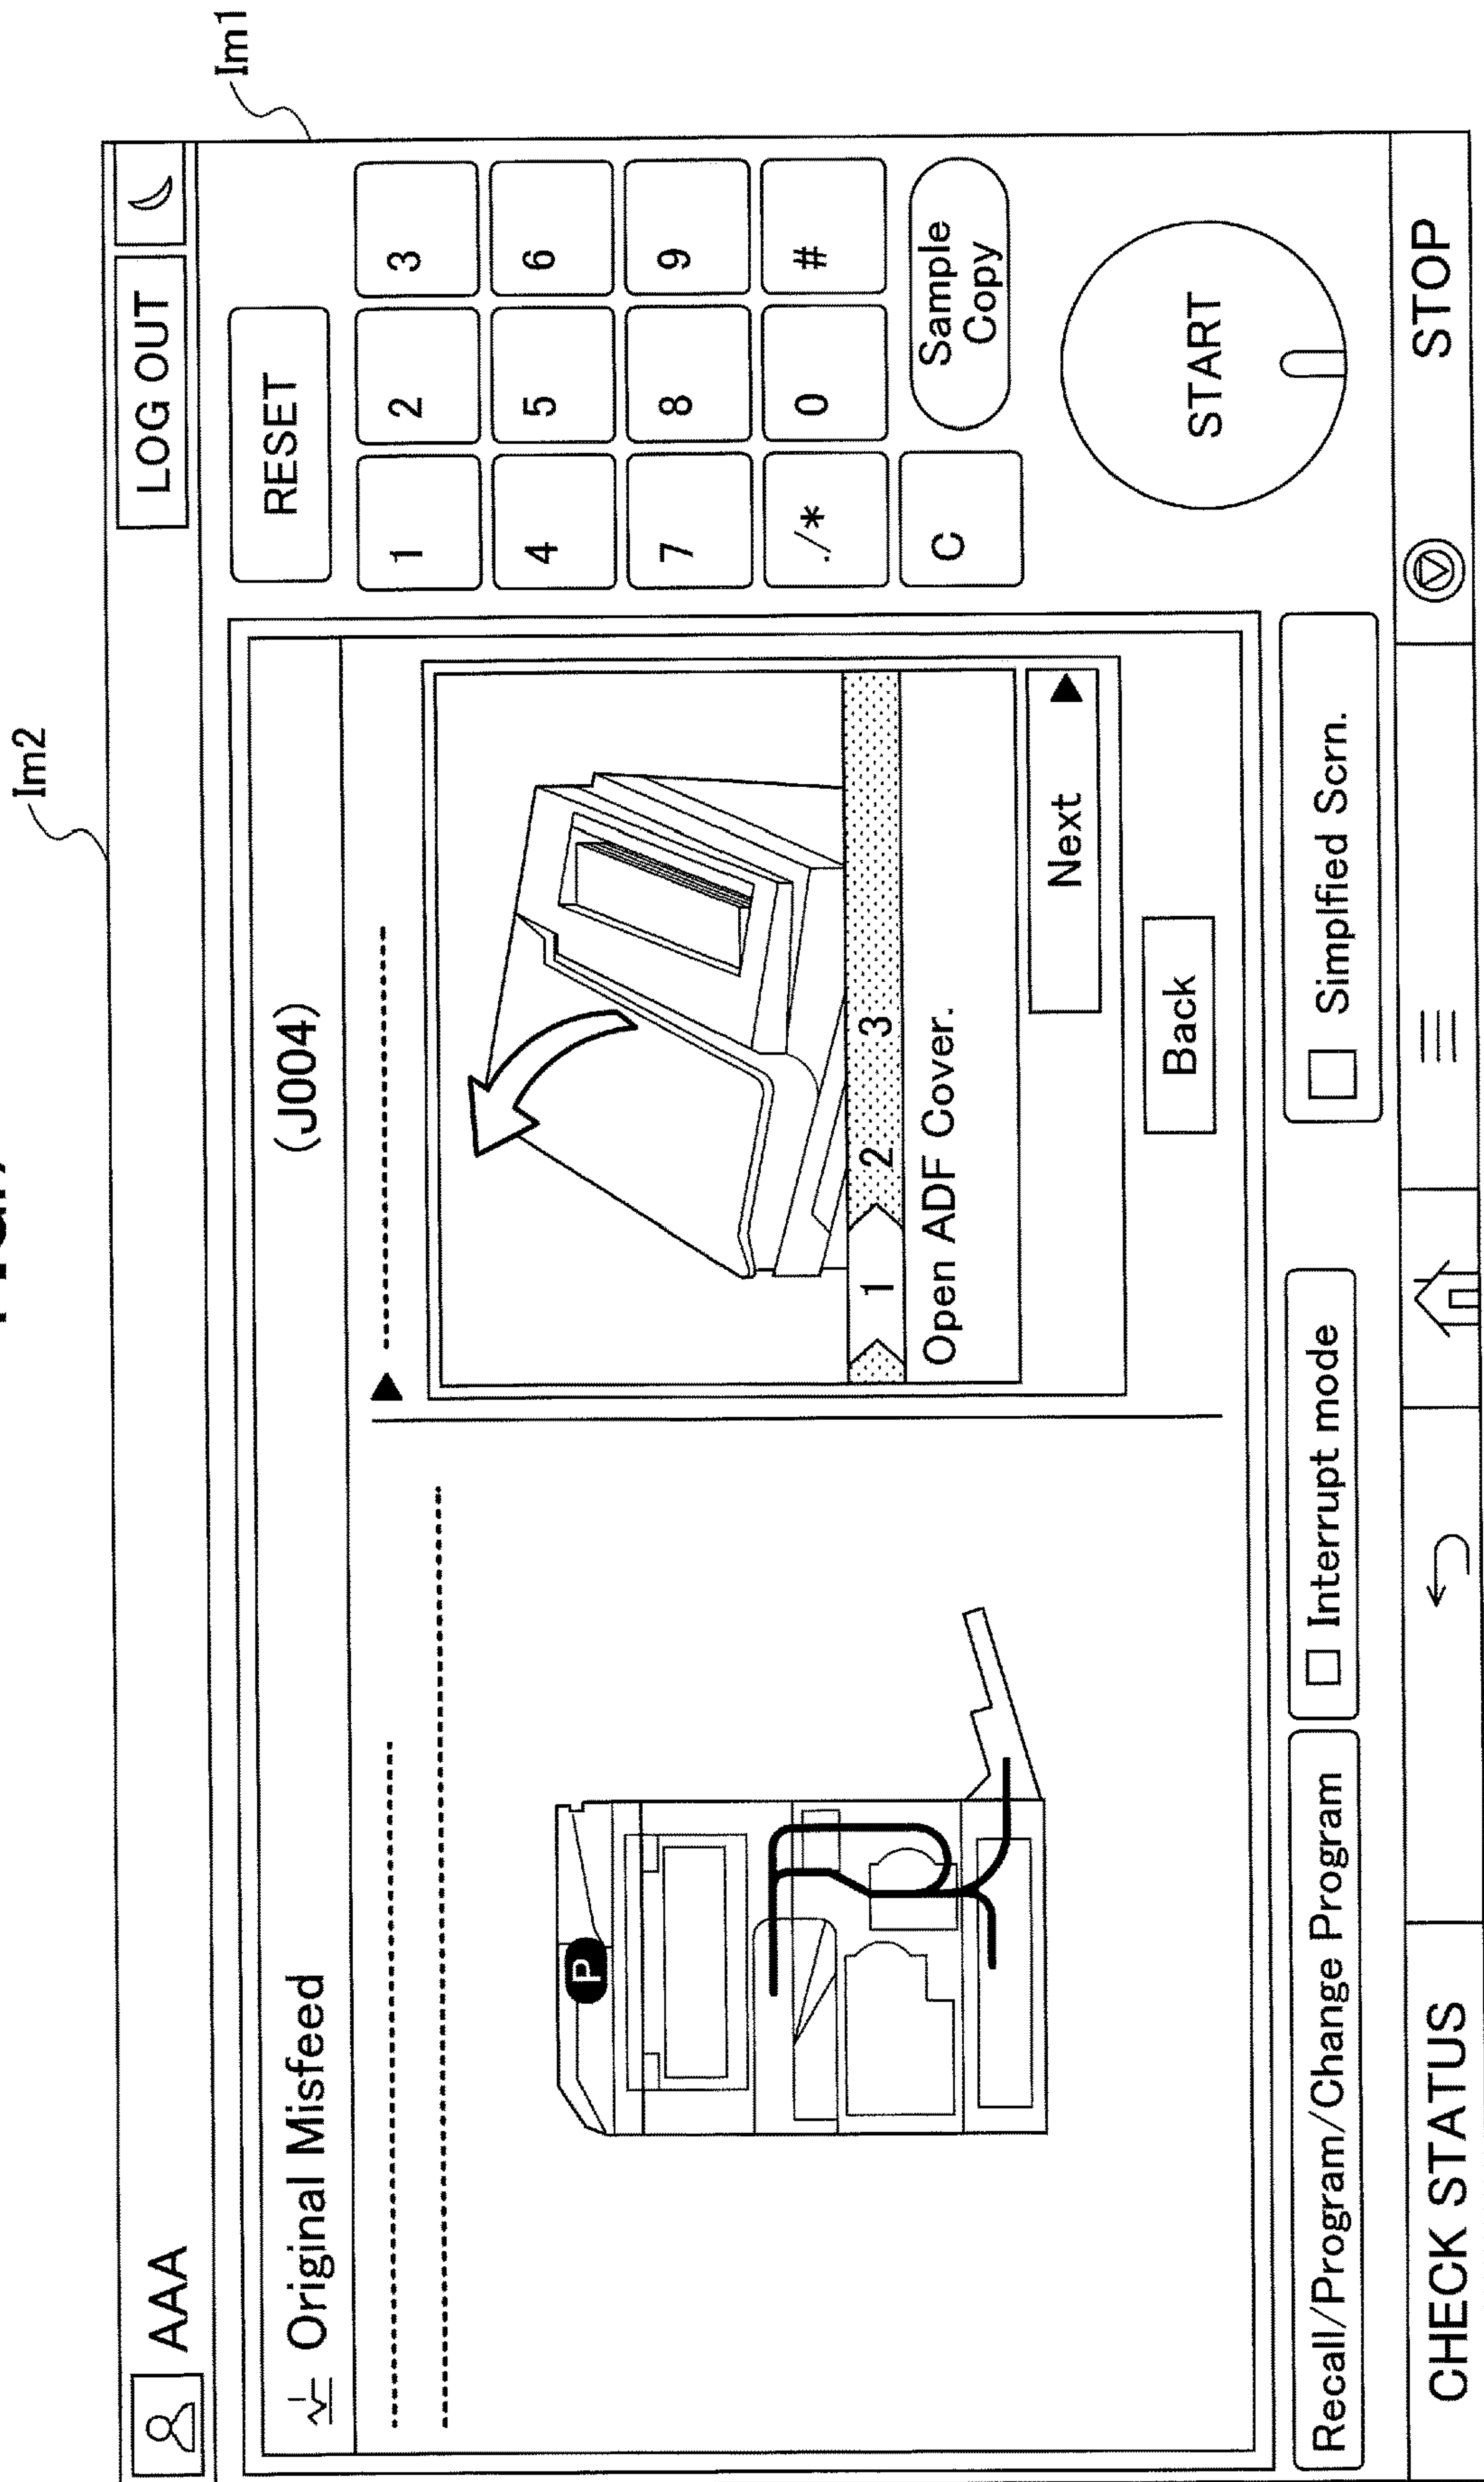 Im2
Im1
AAA
LOG OUT
Original Misfeed
(J004)
P
1 2 3
Open ADF Cover.
Next
Back
RESET
1 2 3
4 5 6
7 8 9
./* 0 #
C
Sample
Copy
START
Recall/Program/Change Program
Interrupt mode
Simplfied Scrn.
CHECK STATUS
STOP